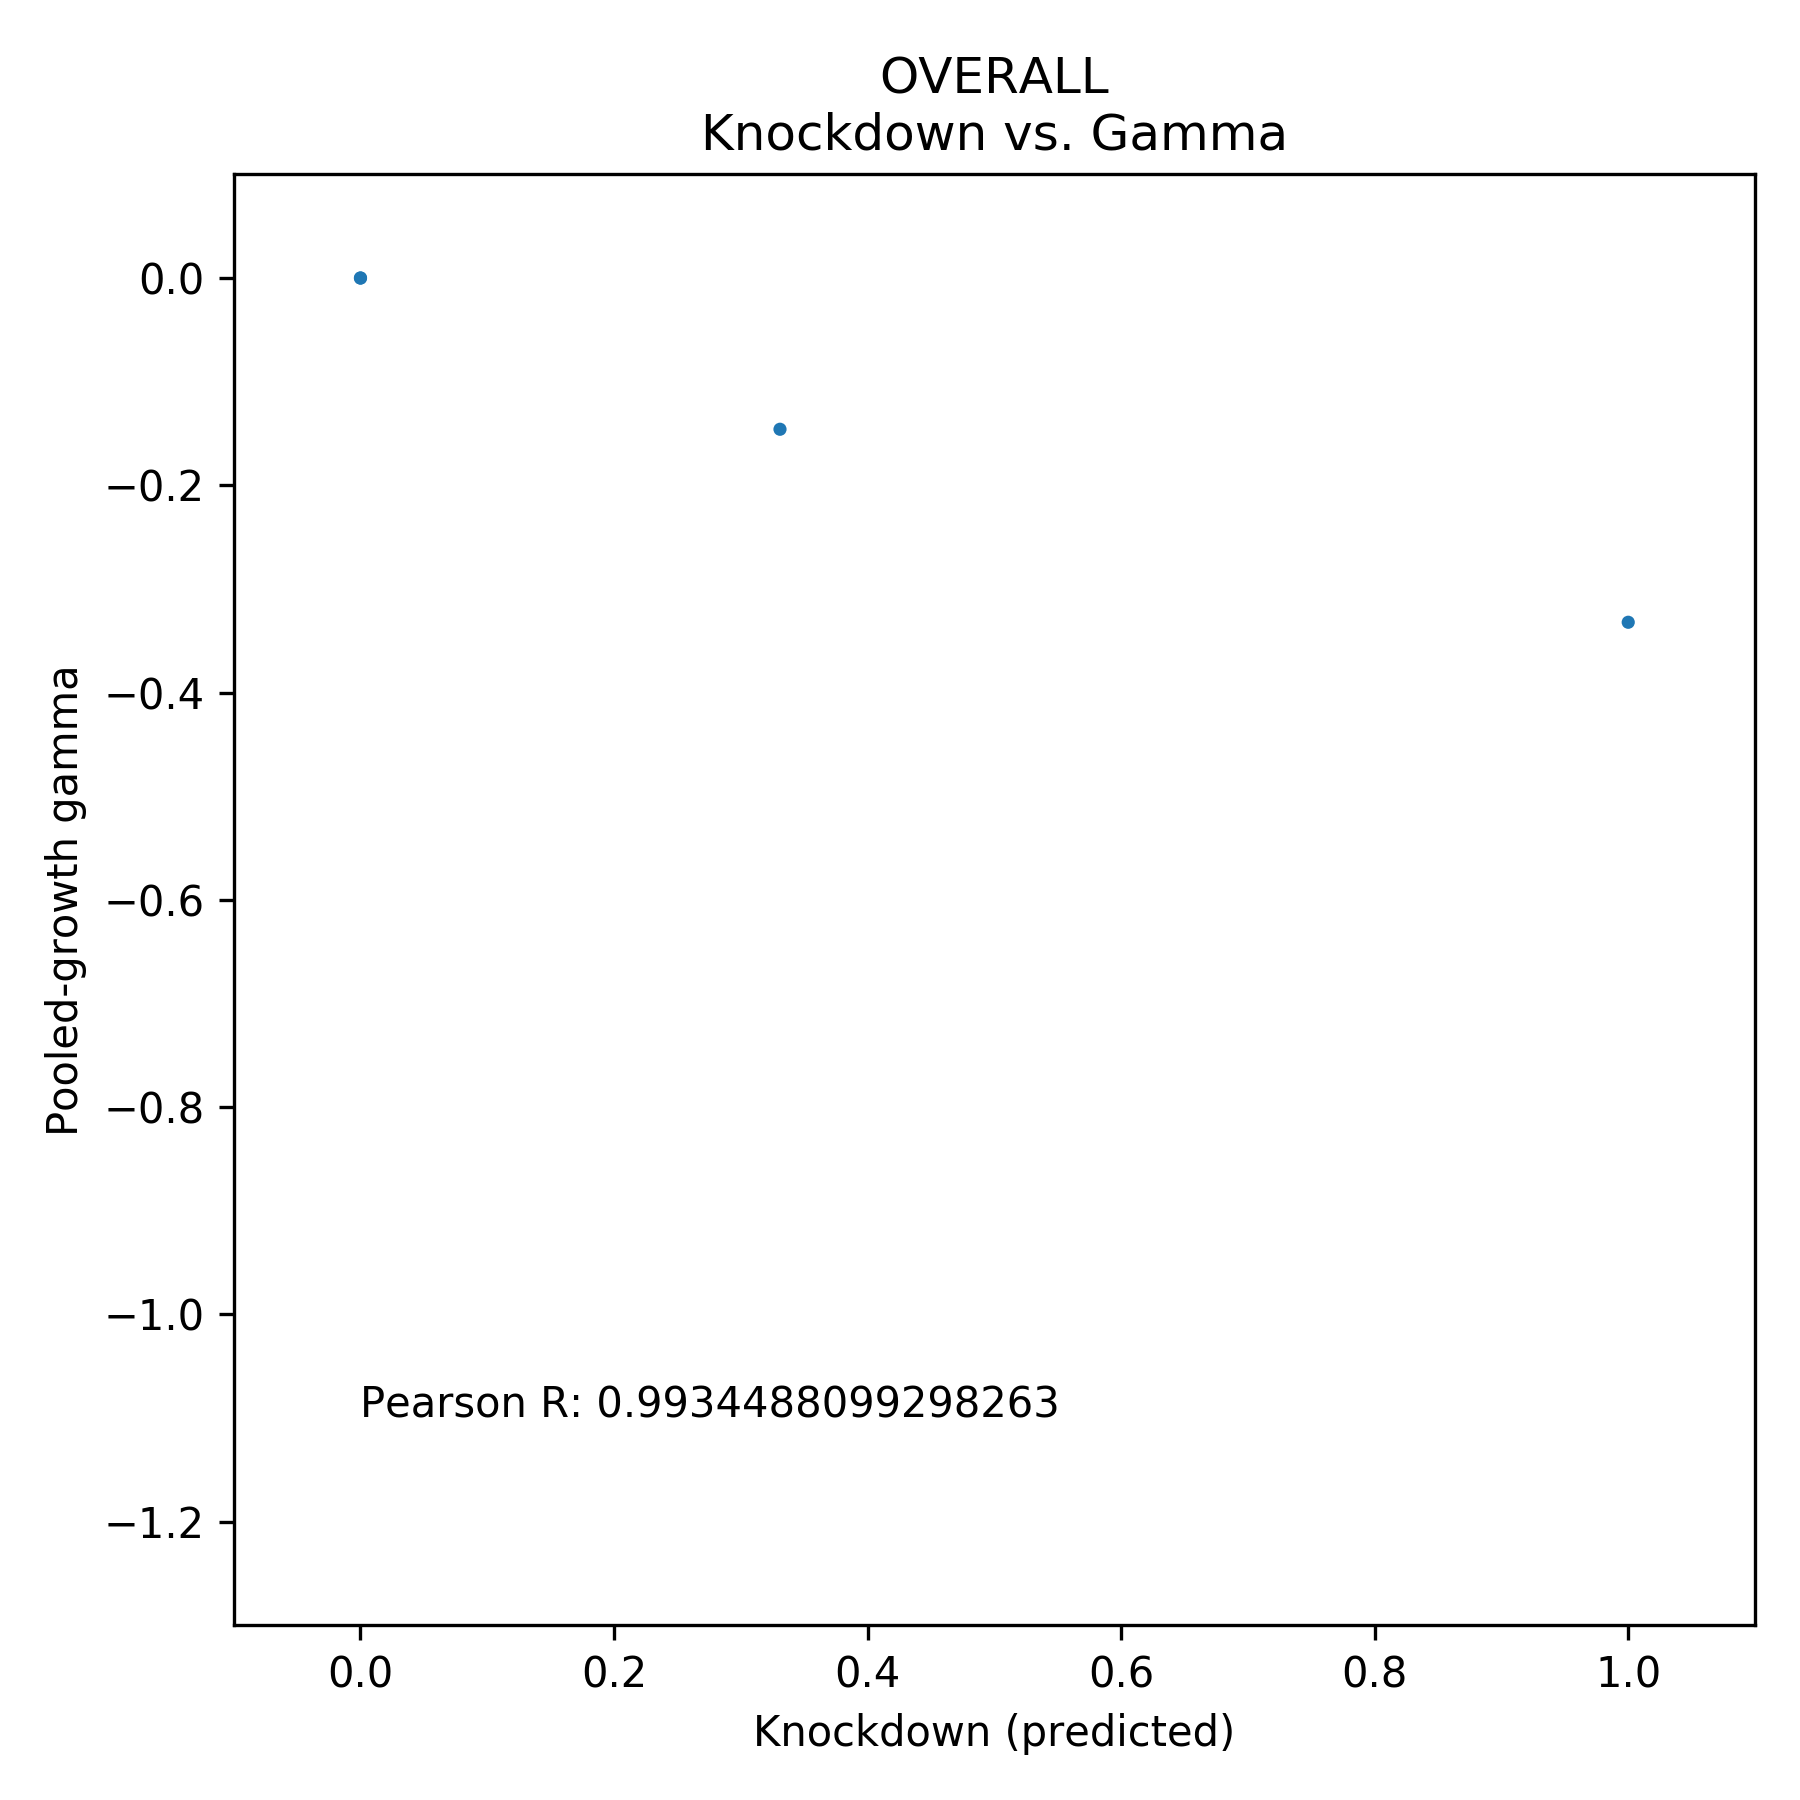 OVERALL
Knockdown vs. Gamma
0.0
−0.2
−0.4
−0.6
−0.8
−1.0
−1.2
Pooled-growth gamma
Pearson R: 0.9934488099298263
0.0 0.2 0.4 0.6 0.8 1.0
Knockdown (predicted)